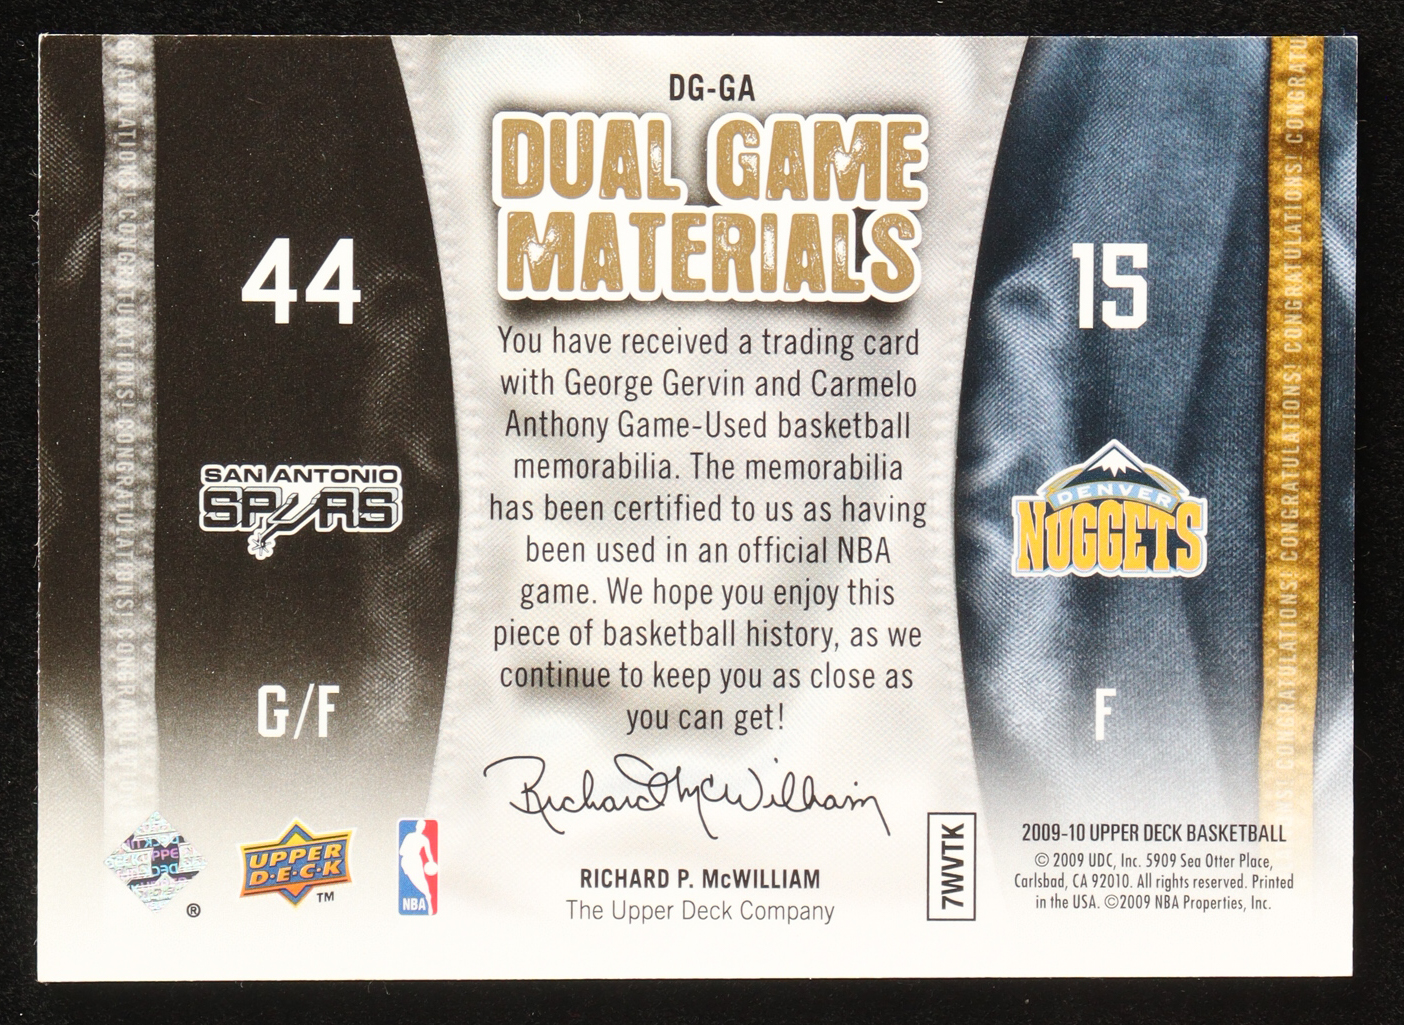 DG-GA
DUAL GAME
MATERIALS
44
SAN ANTONIO
SPURS
G/F
You have received a trading card
with George Gervin and Carmelo
Anthony Game-Used basketball
memorabilia. The memorabilia
has been certified to us as having
been used in an official NBA
game. We hope you enjoy this
piece of basketball history, as we
continue to keep you as close as
you can get!
Richard McWilliam
RICHARD P. McWILLIAM
The Upper Deck Company
15
DENVER
NUGGETS
F
®
UPPER
D·E·C·K
TM
NBA
7WVTK
2009-10 UPPER DECK BASKETBALL
© 2009 UDC, Inc. 5909 Sea Otter Place,
Carlsbad, CA 92010. All rights reserved. Printed
in the USA. ©2009 NBA Properties, Inc.
CONGRATULATIONS! CONGRATULATIONS! CONGRATULATIONS! CONGRATU